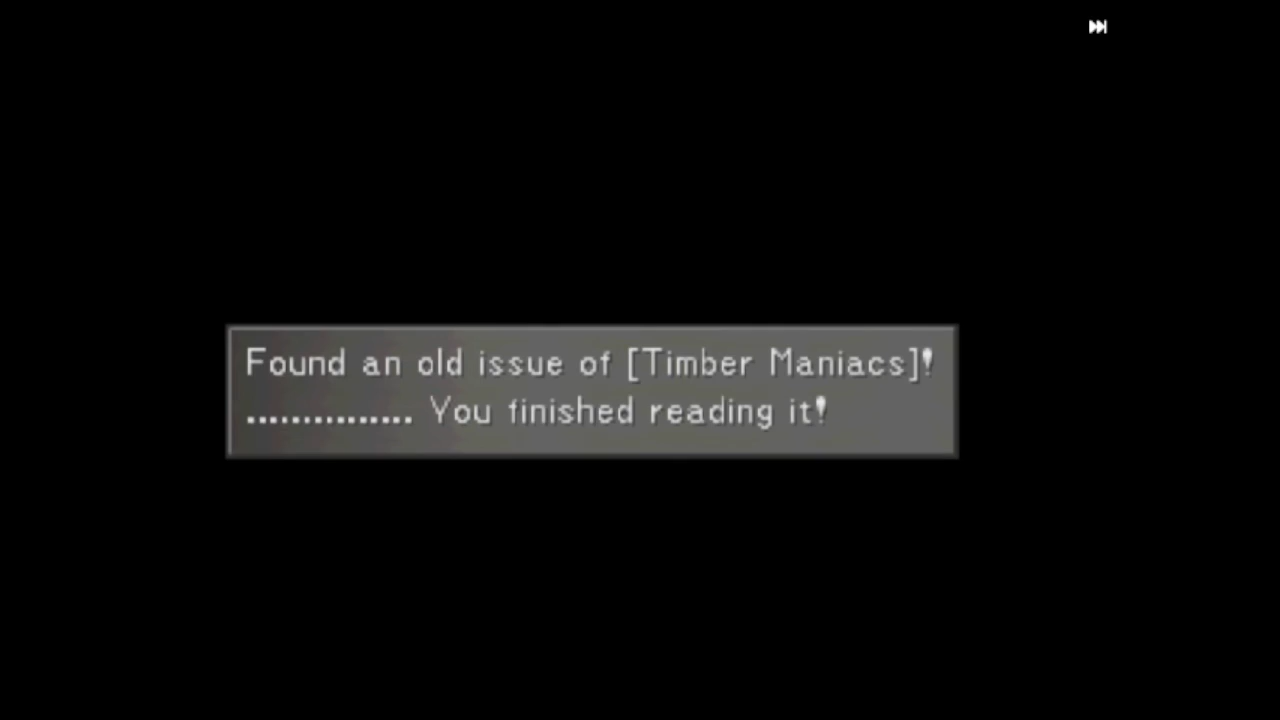 Found an old issue of [Timber Maniacs]!
............... You finished reading it!